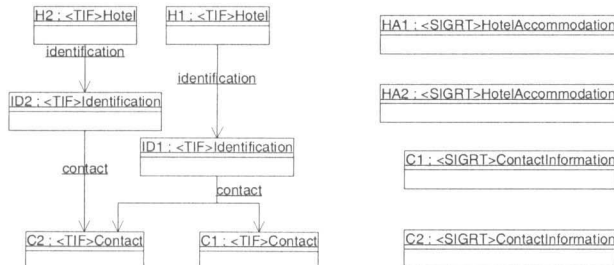 H2 : <TIF>Hotel
H1 : <TIF>Hotel
HA1 : <SIGRT>HotelAccommodation
identification
identification
ID2 : <TIF>Identification
HA2 : <SIGRT>HotelAccommodation
ID1 : <TIF>Identification
C1 : <SIGRT>ContactInformation
contact
contact
C2 : <TIF>Contact
C1 : <TIF>Contact
C2 : <SIGRT>ContactInformation